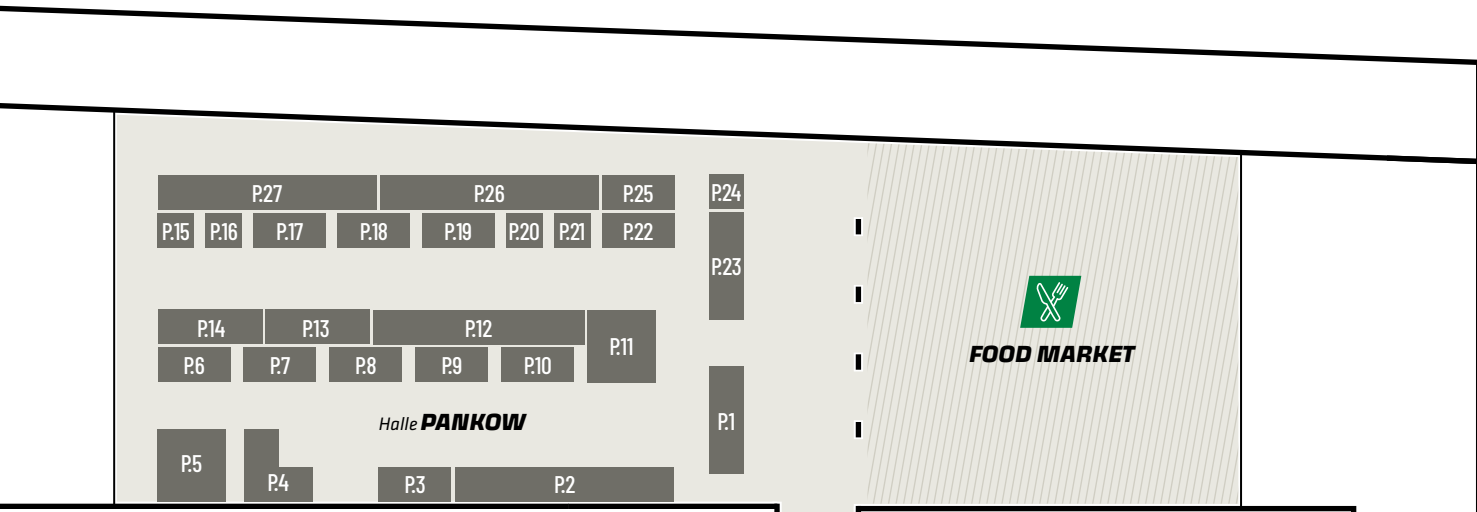 P.27 P.26 P.25 P.24
P.15 P.16 P.17 P.18 P.19 P.20 P.21 P.22
P.23
P.14 P.13 P.12
P.11
P.6 P.7 P.8 P.9 P.10
FOOD MARKET
Halle PANKOW
P.1
P.5
P.4 P.3 P.2